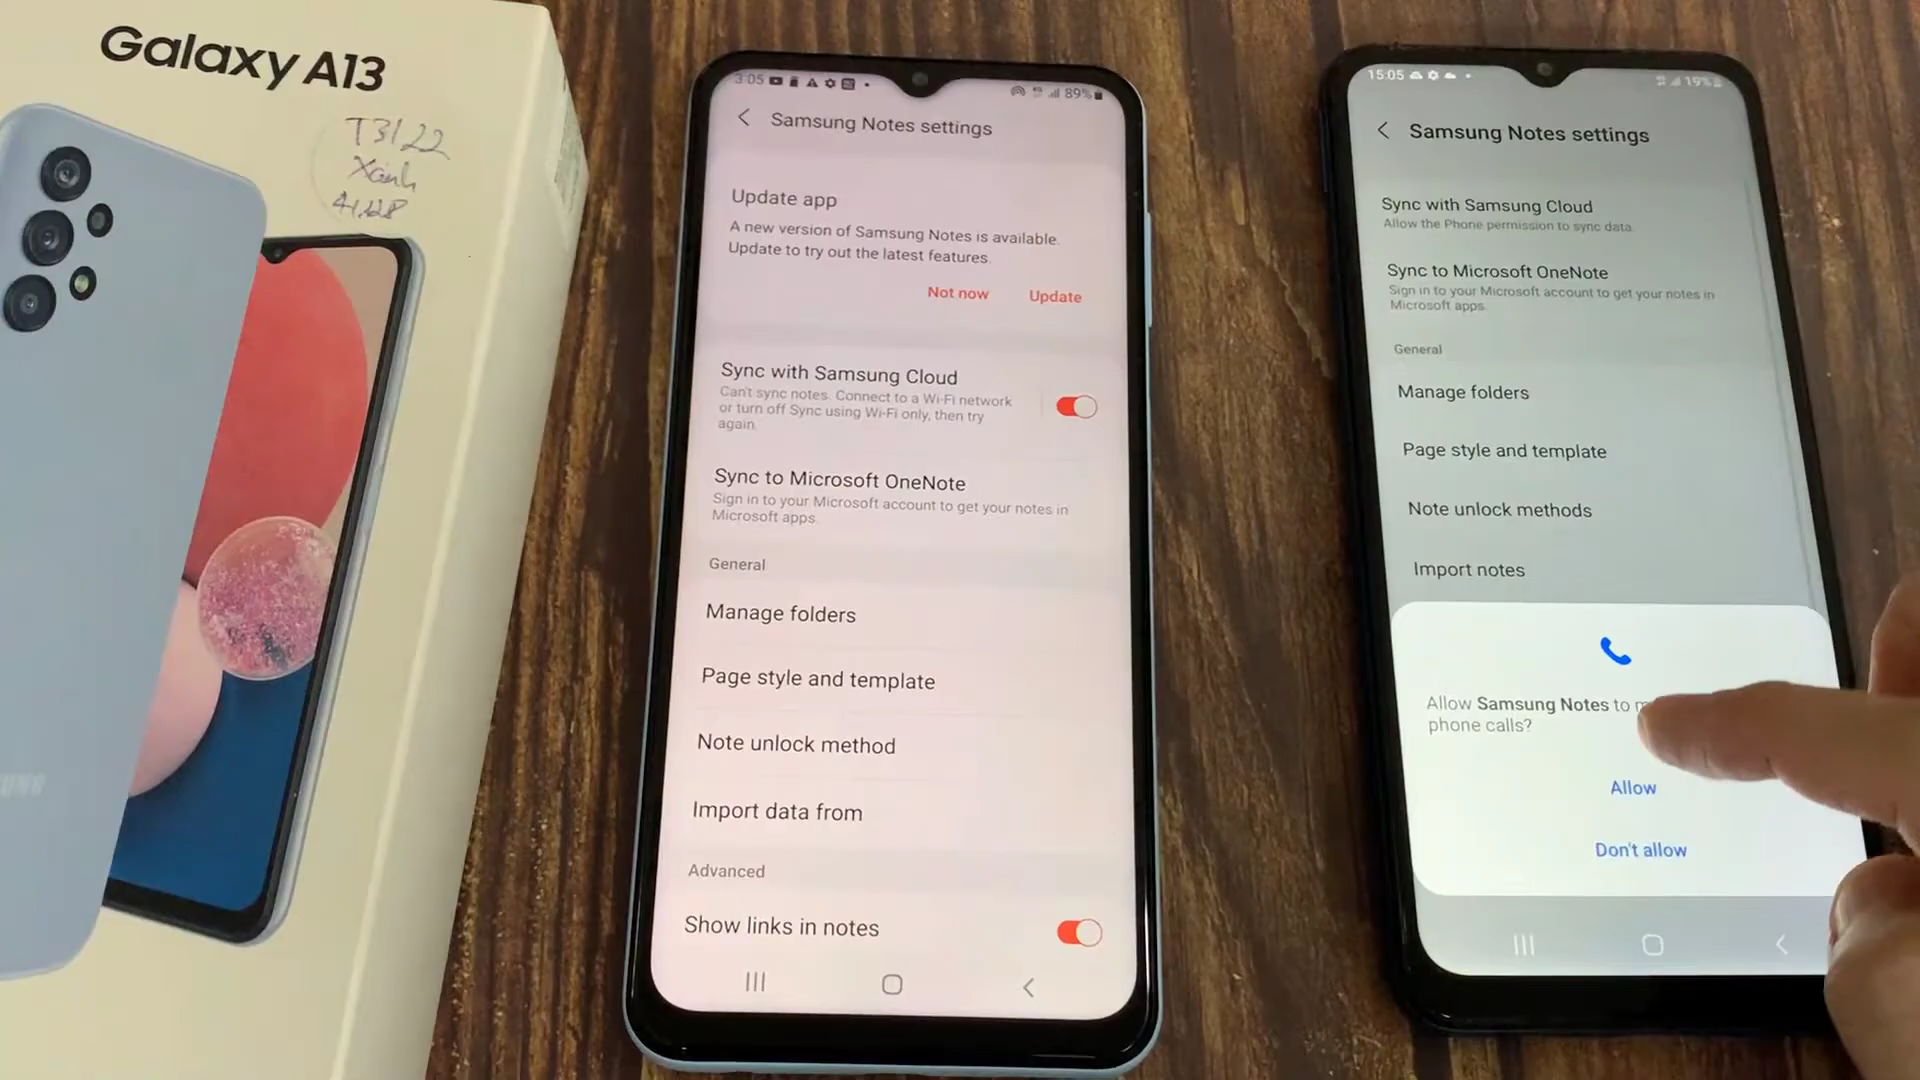 Galaxy A13
T3/22
Xanh
4/128
3:05
89%
Samsung Notes settings
Update app
A new version of Samsung Notes is available.
Update to try out the latest features.
Not now
Update
Sync with Samsung Cloud
Can't sync notes. Connect to a Wi-Fi network
or turn off Sync using Wi-Fi only, then try
again.
Sync to Microsoft OneNote
Sign in to your Microsoft account to get your notes in
Microsoft apps.
General
Manage folders
Page style and template
Note unlock method
Import data from
Advanced
Show links in notes
15:05
19%
Samsung Notes settings
Sync with Samsung Cloud
Allow the Phone permission to sync data.
Sync to Microsoft OneNote
Sign in to your Microsoft account to get your notes in
Microsoft apps.
General
Manage folders
Page style and template
Note unlock methods
Import notes
Allow Samsung Notes to
phone calls?
Allow
Don't allow